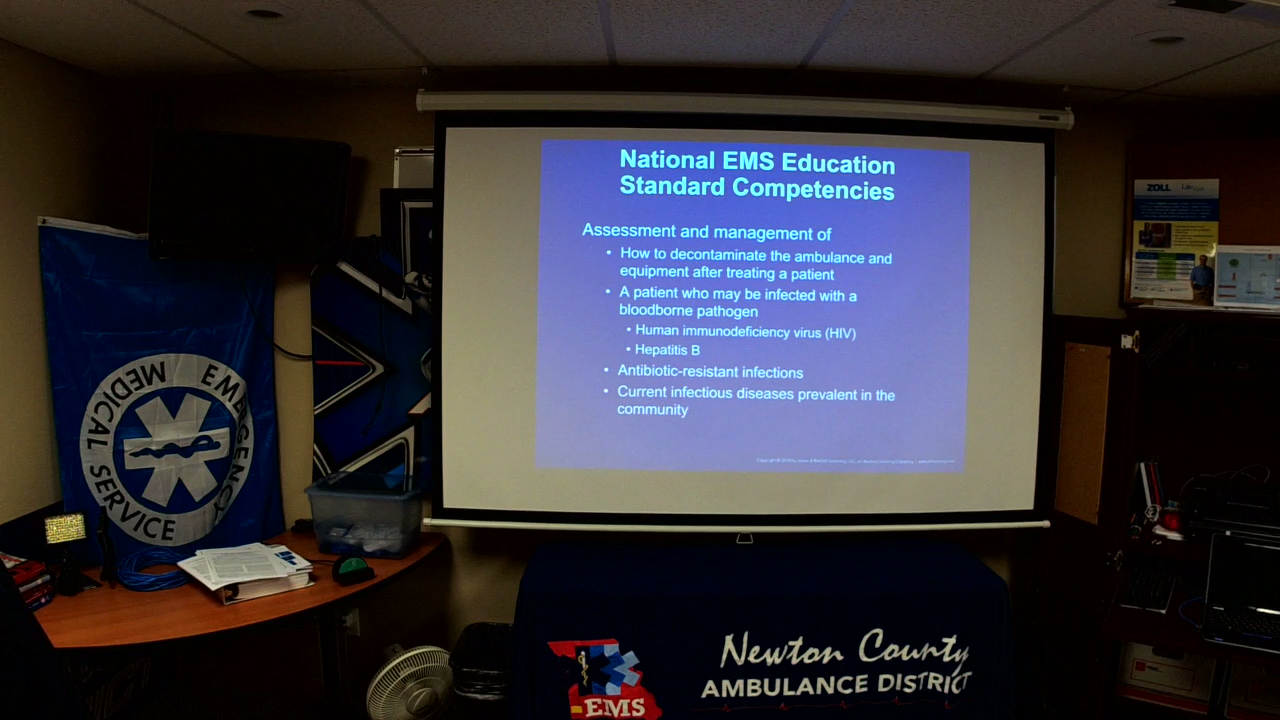 National EMS Education
Standard Competencies
Assessment and management of
• How to decontaminate the ambulance and
equipment after treating a patient
• A patient who may be infected with a
bloodborne pathogen
• Human immunodeficiency virus (HIV)
• Hepatitis B
• Antibiotic-resistant infections
• Current infectious diseases prevalent in the
community
EMERGENCY
MEDICAL SERVICE
ZOLL
Newton County
AMBULANCE DISTRICT
EMS